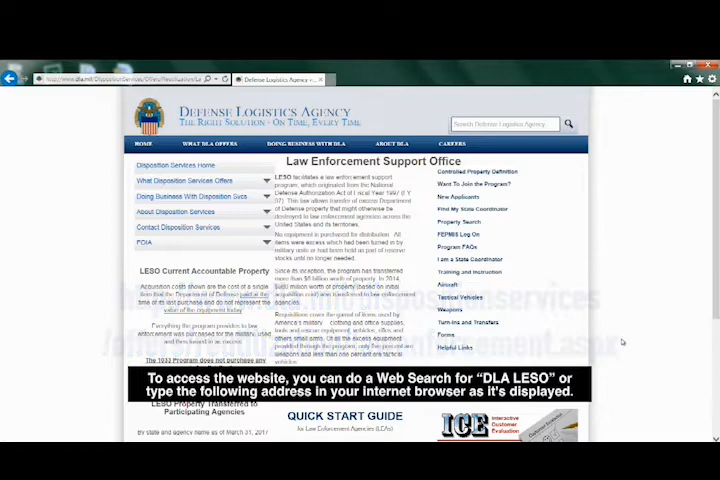 http://www.dla.mil/DispositionServices/Offers/Reutilization/La
Defense Logistics Agency
DEFENSE LOGISTICS AGENCY
THE RIGHT SOLUTION - ON TIME, EVERY TIME
Search Defense Logistics Agency
HOME WHAT DLA OFFERS DOING BUSINESS WITH DLA ABOUT DLA CAREERS
Law Enforcement Support Office
Disposition Services Home
What Disposition Services Offers
Doing Business With Disposition Svcs
About Disposition Services
Contact Disposition Services
FOIA
LESO Current Accountable Property
Acquisition costs shown are the cost of a single
item that the Department of Defense paid at the
time of its last purchase and do not represent the
value of the equipment today
Everything the program provides to law
enforcement was purchased for the military, used
and then turned in as excess
The 1033 Program does not purchase any
LESO Property Transferred to
Participating Agencies
By state and agency name as of March 31, 2017
LESO facilitates a law enforcement support
program, which originated from the National
Defense Authorization Act of Fiscal Year 1997 (FY
97). This law allows transfer of excess Department
of Defense property that might otherwise be
destroyed to law enforcement agencies across the
United States and its territories.
No equipment is purchased for distribution. All
items were excess which had been turned in by
military units or had been held as part of reserve
stocks until no longer needed.
Since its inception, the program has transferred
more than $6 billion worth of property. In 2014,
million worth of property (based on initial
acquisition cost) was transferred to law enforcement
Requisitions cover the gamut of items used by
America's military clothing and office supplies,
tools and rescue equipment, vehicles, rifles and
others small arms. Of all the excess equipment
provided through the program, only five percent are
weapons and less than one percent are tactical
vehicles.
Controlled Property Definition
Want To Join the Program?
New Applicants
Find My State Coordinator
Property Search
FEPMIS Log On
Program FAQs
I am a State Coordinator
Training and Instruction
Aircraft
Tactical Vehicles
Weapons
Turn-Ins and Transfers
Forms
Helpful Links
To access the website, you can do a Web Search for “DLA LESO” or
type the following address in your internet browser as it's displayed.
QUICK START GUIDE
for Law Enforcement Agencies (LEAs)
ICE Interactive
Customer
Evaluation